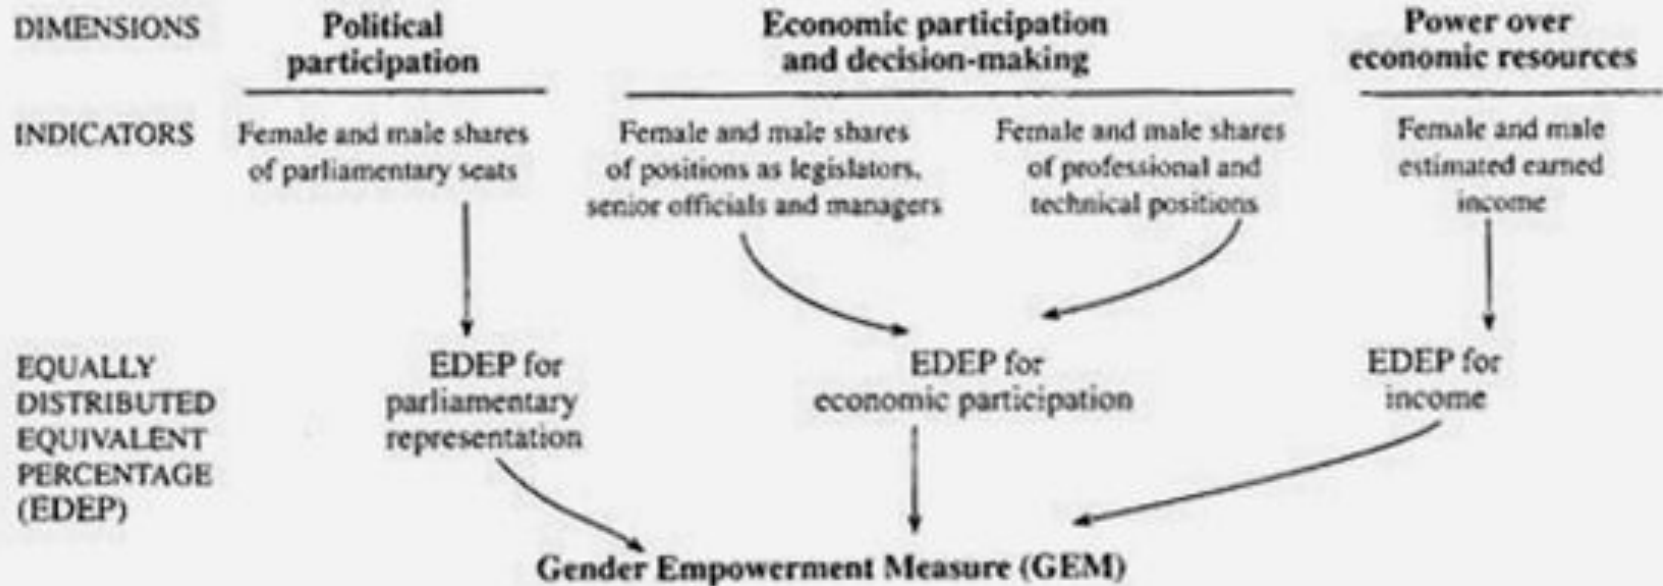 DIMENSIONS
Political
participation
Economic participation
and decision-making
Power over
economic resources
INDICATORS
Female and male shares
of parliamentary seats
Female and male shares
of positions as legislators,
senior officials and managers
Female and male shares
of professional and
technical positions
Female and male
estimated earned
income
EQUALLY
DISTRIBUTED
EQUIVALENT
PERCENTAGE
(EDEP)
EDEP for
parliamentary
representation
EDEP for
economic participation
EDEP for
income
Gender Empowerment Measure (GEM)